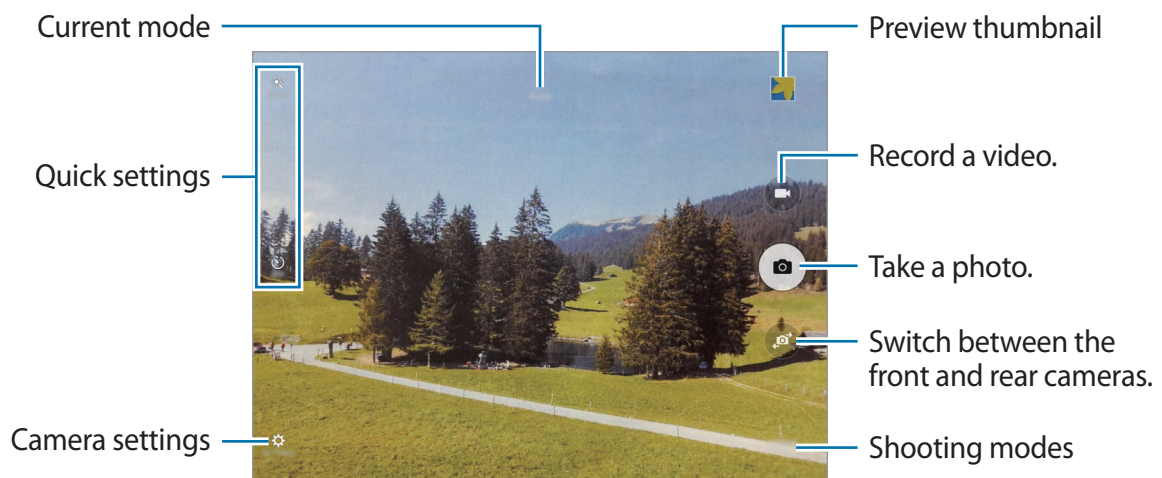 Current mode
Preview thumbnail
Quick settings
Record a video.
Take a photo.
Switch between the
front and rear cameras.
Camera settings
Shooting modes